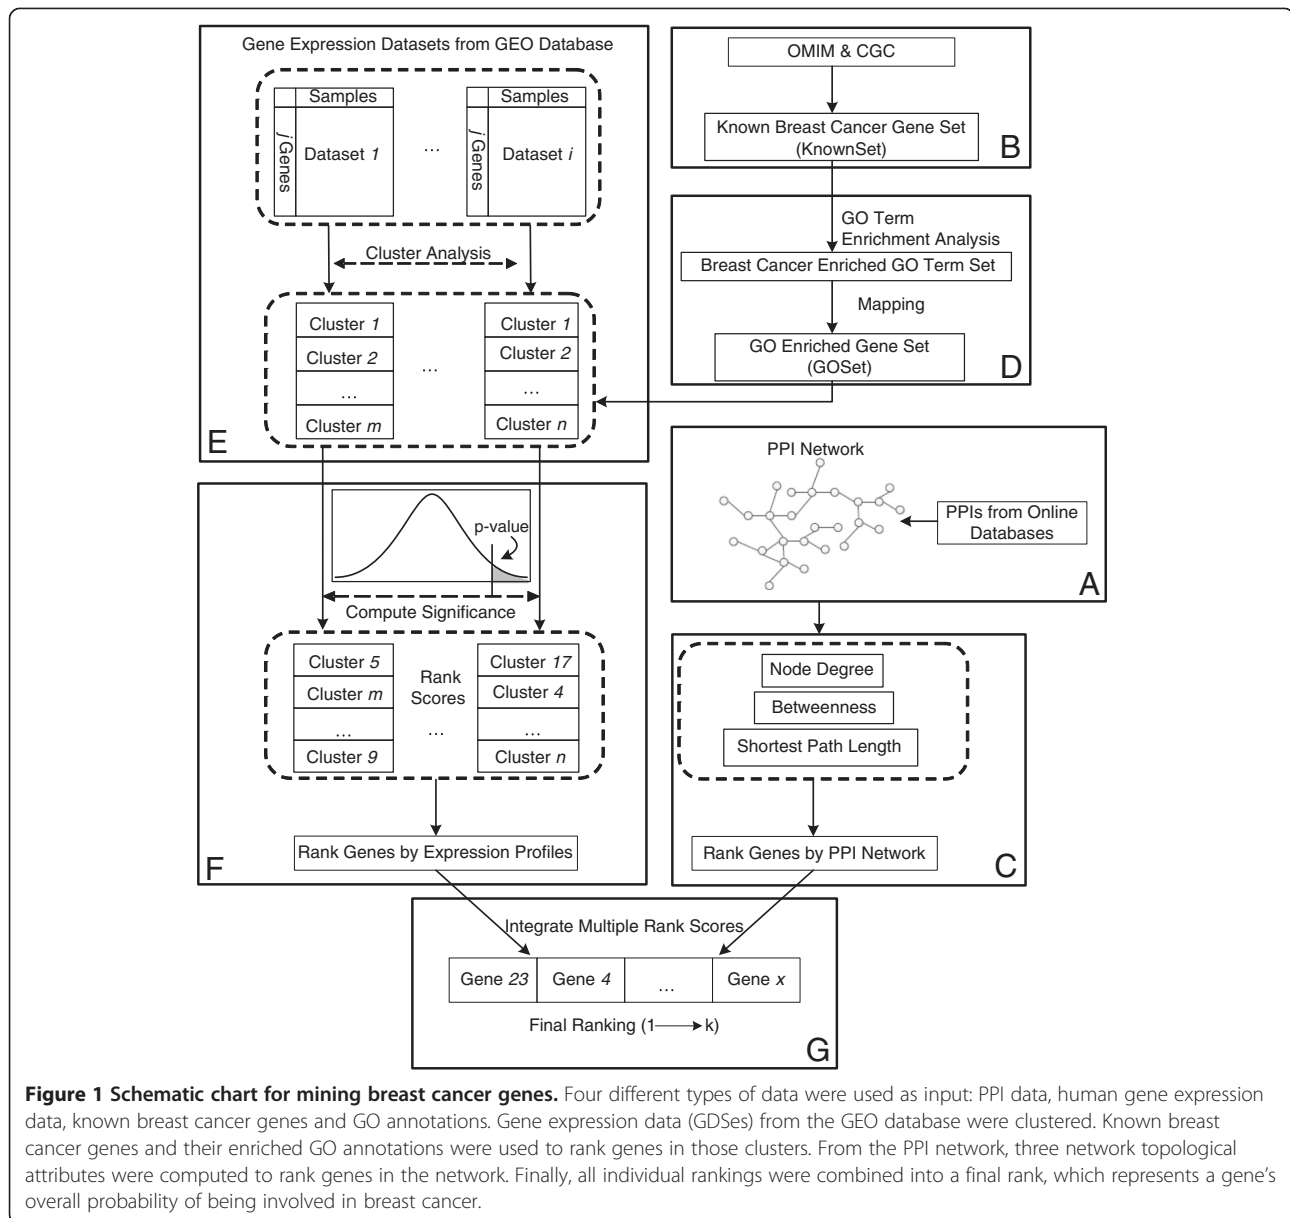 Gene Expression Datasets from GEO Database
Samples
j Genes
Dataset 1
...
Samples
j Genes
Dataset i
Cluster Analysis
Cluster 1
Cluster 2
...
Cluster m
...
Cluster 1
Cluster 2
...
Cluster n
E
OMIM & CGC
Known Breast Cancer Gene Set
(KnownSet)
B
GO Term
Enrichment Analysis
Breast Cancer Enriched GO Term Set
Mapping
GO Enriched Gene Set
(GOSet)
D
PPI Network
PPIs from Online
Databases
A
p-value
Compute Significance
Cluster 5
Cluster m
...
Cluster 9
Rank
Scores
...
Cluster 17
Cluster 4
...
Cluster n
Rank Genes by Expression Profiles
F
Node Degree
Betweenness
Shortest Path Length
Rank Genes by PPI Network
C
Integrate Multiple Rank Scores
Gene 23
Gene 4
...
Gene x
Final Ranking (1→k)
G
Figure 1 Schematic chart for mining breast cancer genes. Four different types of data were used as input: PPI data, human gene expression
data, known breast cancer genes and GO annotations. Gene expression data (GDSes) from the GEO database were clustered. Known breast
cancer genes and their enriched GO annotations were used to rank genes in those clusters. From the PPI network, three network topological
attributes were computed to rank genes in the network. Finally, all individual rankings were combined into a final rank, which represents a gene's
overall probability of being involved in breast cancer.